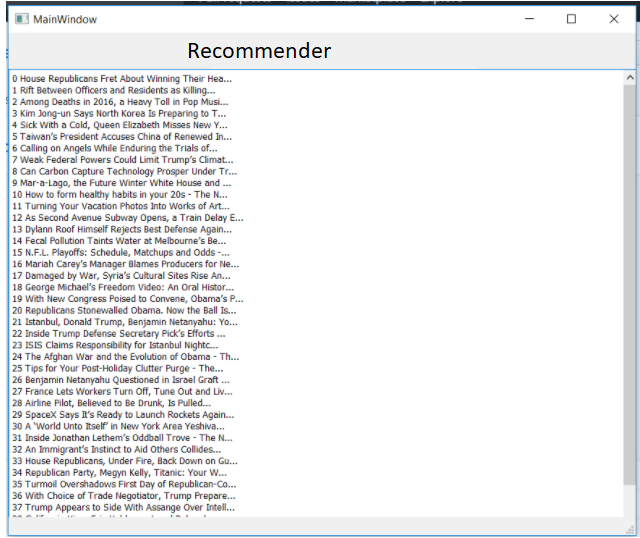 MainWindow
Recommender
0 House Republicans Fret About Winning Their Hea...
1 Rift Between Officers and Residents as Killing...
2 Among Deaths in 2016, a Heavy Toll in Pop Musi...
3 Kim Jong-un Says North Korea Is Preparing to T...
4 Sick With a Cold, Queen Elizabeth Misses New Y...
5 Taiwan’s President Accuses China of Renewed In...
6 Calling on Angels While Enduring the Trials of...
7 Weak Federal Powers Could Limit Trump’s Climat...
8 Can Carbon Capture Technology Prosper Under Tr...
9 Mar-a-Lago, the Future Winter White House and ...
10 How to form healthy habits in your 20s - The N...
11 Turning Your Vacation Photos Into Works of Art...
12 As Second Avenue Subway Opens, a Train Delay E...
13 Dylann Roof Himself Rejects Best Defense Again...
14 Fecal Pollution Taints Water at Melbourne’s Be...
15 N.F.L. Playoffs: Schedule, Matchups and Odds -...
16 Mariah Carey’s Manager Blames Producers for Ne...
17 Damaged by War, Syria’s Cultural Sites Rise An...
18 George Michael’s Freedom Video: An Oral Histor...
19 With New Congress Poised to Convene, Obama’s P...
20 Republicans Stonewalled Obama. Now the Ball Is...
21 Istanbul, Donald Trump, Benjamin Netanyahu: Yo...
22 Inside Trump Defense Secretary Pick’s Efforts ...
23 ISIS Claims Responsibility for Istanbul Nightc...
24 The Afghan War and the Evolution of Obama - Th...
25 Tips for Your Post-Holiday Clutter Purge - The...
26 Benjamin Netanyahu Questioned in Israel Graft ...
27 France Lets Workers Turn Off, Tune Out and Liv...
28 Airline Pilot, Believed to Be Drunk, Is Pulled...
29 SpaceX Says It’s Ready to Launch Rockets Again...
30 A ‘World Unto Itself’ in New York Area Yeshiva...
31 Inside Jonathan Lethem’s Oddball Trove - The N...
32 An Immigrant’s Instinct to Aid Others Collides...
33 House Republicans, Under Fire, Back Down on Gu...
34 Republican Party, Megyn Kelly, Titanic: Your W...
35 Turmoil Overshadows First Day of Republican-Co...
36 With Choice of Trade Negotiator, Trump Prepare...
37 Trump Appears to Side With Assange Over Intell...